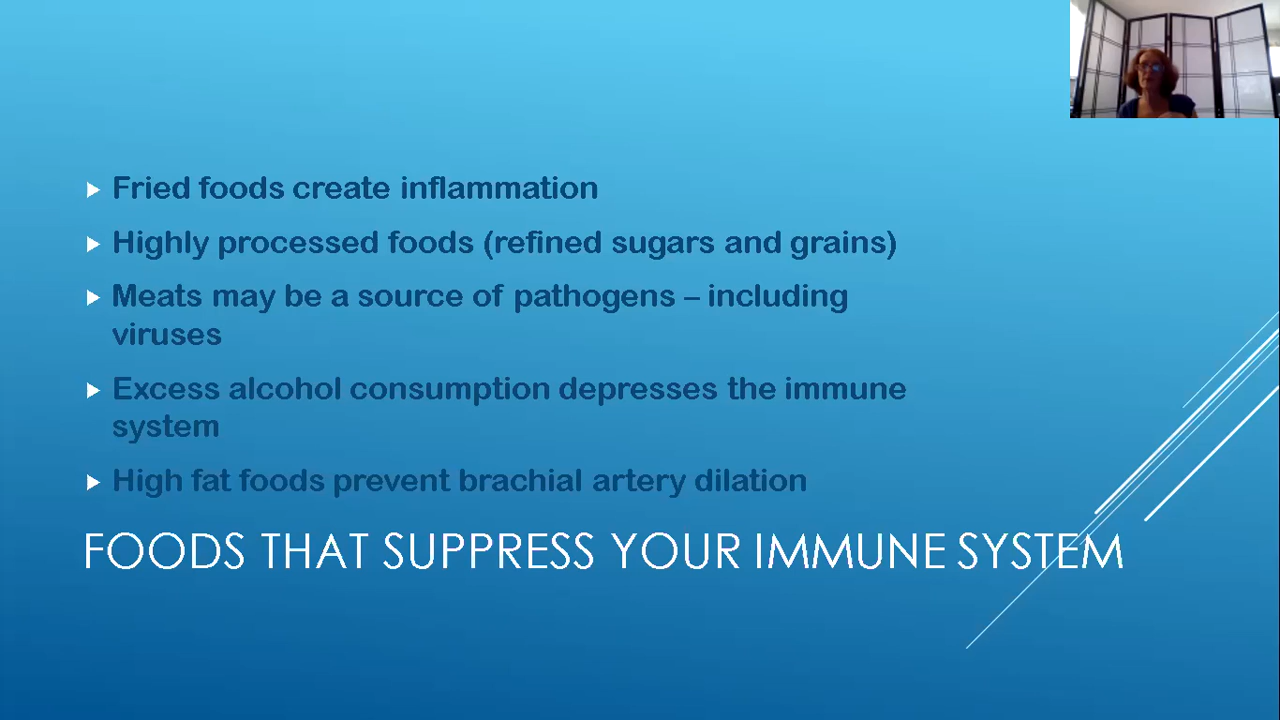 Fried foods create inflammation
Highly processed foods (refined sugars and grains)
Meats may be a source of pathogens – including
viruses
Excess alcohol consumption depresses the immune
system
High fat foods prevent brachial artery dilation
FOODS THAT SUPPRESS YOUR IMMUNE SYSTEM